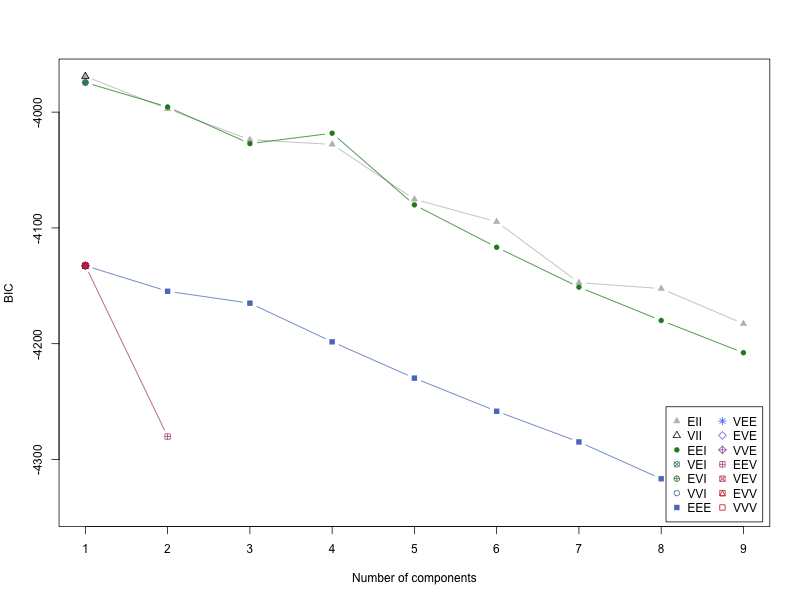 BIC
-4000
-4100
-4200
-4300
1 2 3 4 5 6 7 8 9
Number of components
EII VEE
VII EVE
EEI VVE
VEI EEV
EVI VEV
VVI EVV
EEE VVV